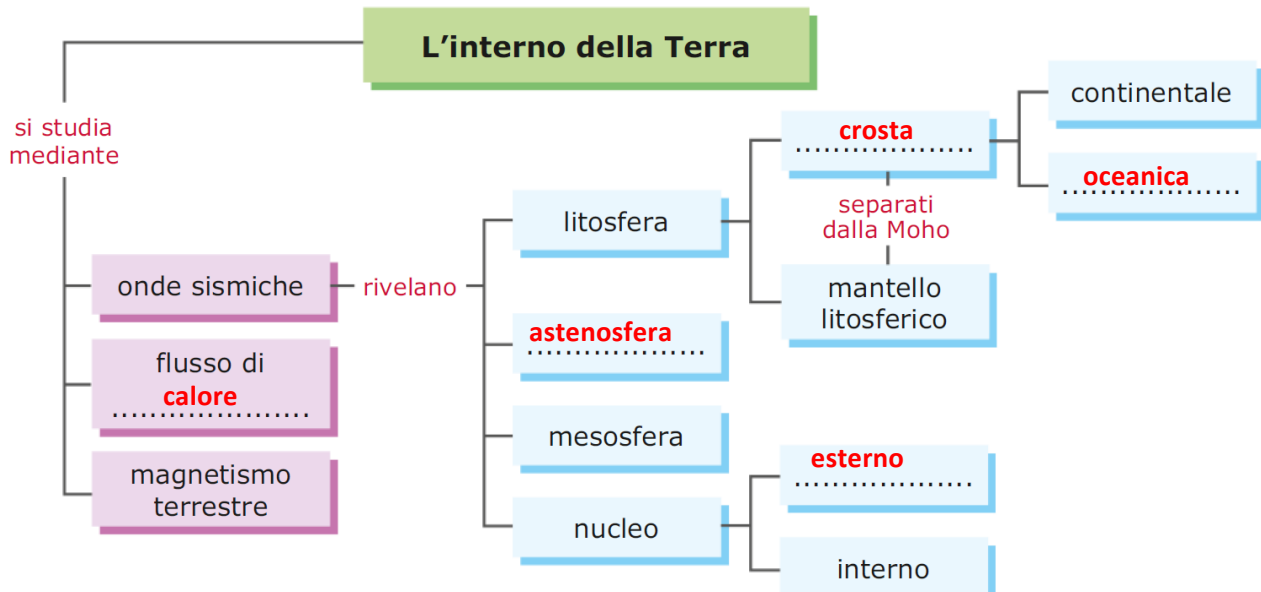 L'interno della Terra
si studia
mediante
onde sismiche
flusso di
calore
.....................
magnetismo
terrestre
rivelano
litosfera
astenosfera
...................
mesosfera
nucleo
crosta
...................
separati
dalla Moho
mantello
litosferico
continentale
oceanica
...................
esterno
...................
interno